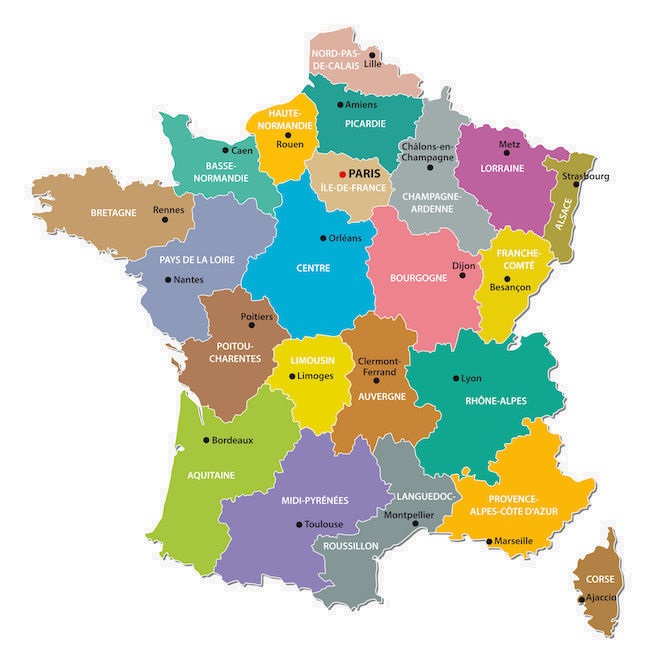 NORD-PAS-
DE-CALAIS
Lille
Amiens
PICARDIE
HAUTE-
NORMANDIE
Rouen
Caen
BASSE-
NORMANDIE
PARIS
ÎLE-DE-FRANCE
Châlons-en-
Champagne
CHAMPAGNE-
ARDENNE
Metz
LORRAINE
Strasbourg
ALSACE
BRETAGNE
Rennes
PAYS DE LA LOIRE
Nantes
Orléans
CENTRE
BOURGOGNE
Dijon
FRANCHE-
COMTÉ
Besançon
Poitiers
POITOU-
CHARENTES
LIMOUSIN
Limoges
Clermont-
Ferrand
AUVERGNE
Lyon
RHÔNE-ALPES
Bordeaux
AQUITAINE
MIDI-PYRÉNÉES
Toulouse
LANGUEDOC-
Montpellier
ROUSSILLON
PROVENCE-
ALPES-CÔTE D'AZUR
Marseille
CORSE
Ajaccio